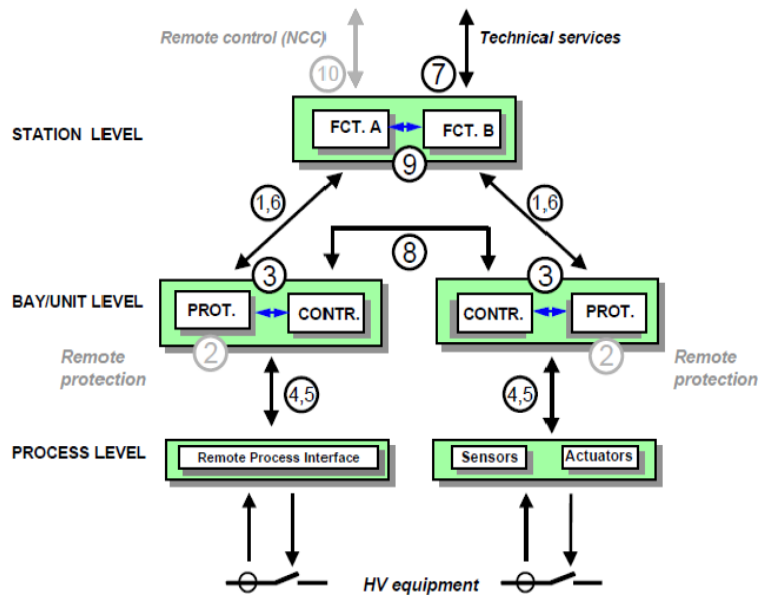 Remote control (NCC)
Technical services
10
7
STATION LEVEL
FCT. A
FCT. B
9
1,6
1,6
8
3
3
BAY/UNIT LEVEL
PROT.
CONTR.
CONTR.
PROT.
2
2
Remote
protection
Remote
protection
4,5
4,5
PROCESS LEVEL
Remote Process Interface
Sensors
Actuators
HV equipment